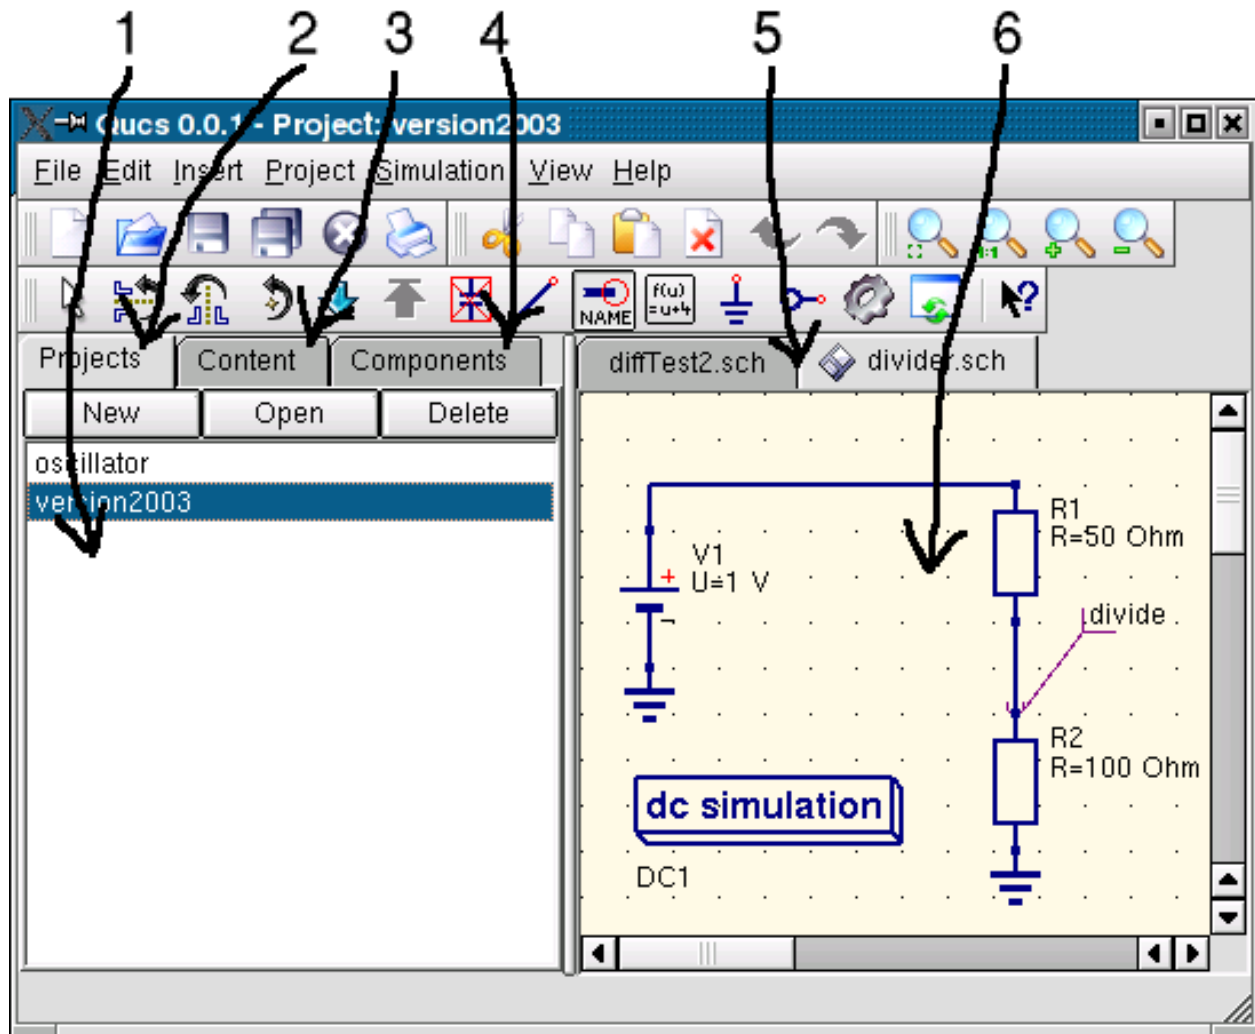 1 2 3 4 5 6
Qucs 0.0.1 - Project: version2003
File Edit Insert Project Simulation View Help
1:1
NAME
f(u)
=u+4
?
Projects Content Components
diffTest2.sch divider.sch
New Open Delete
oscillator
version2003
R1
R=50 Ohm
V1
U=1 V
divide
R2
R=100 Ohm
dc simulation
DC1